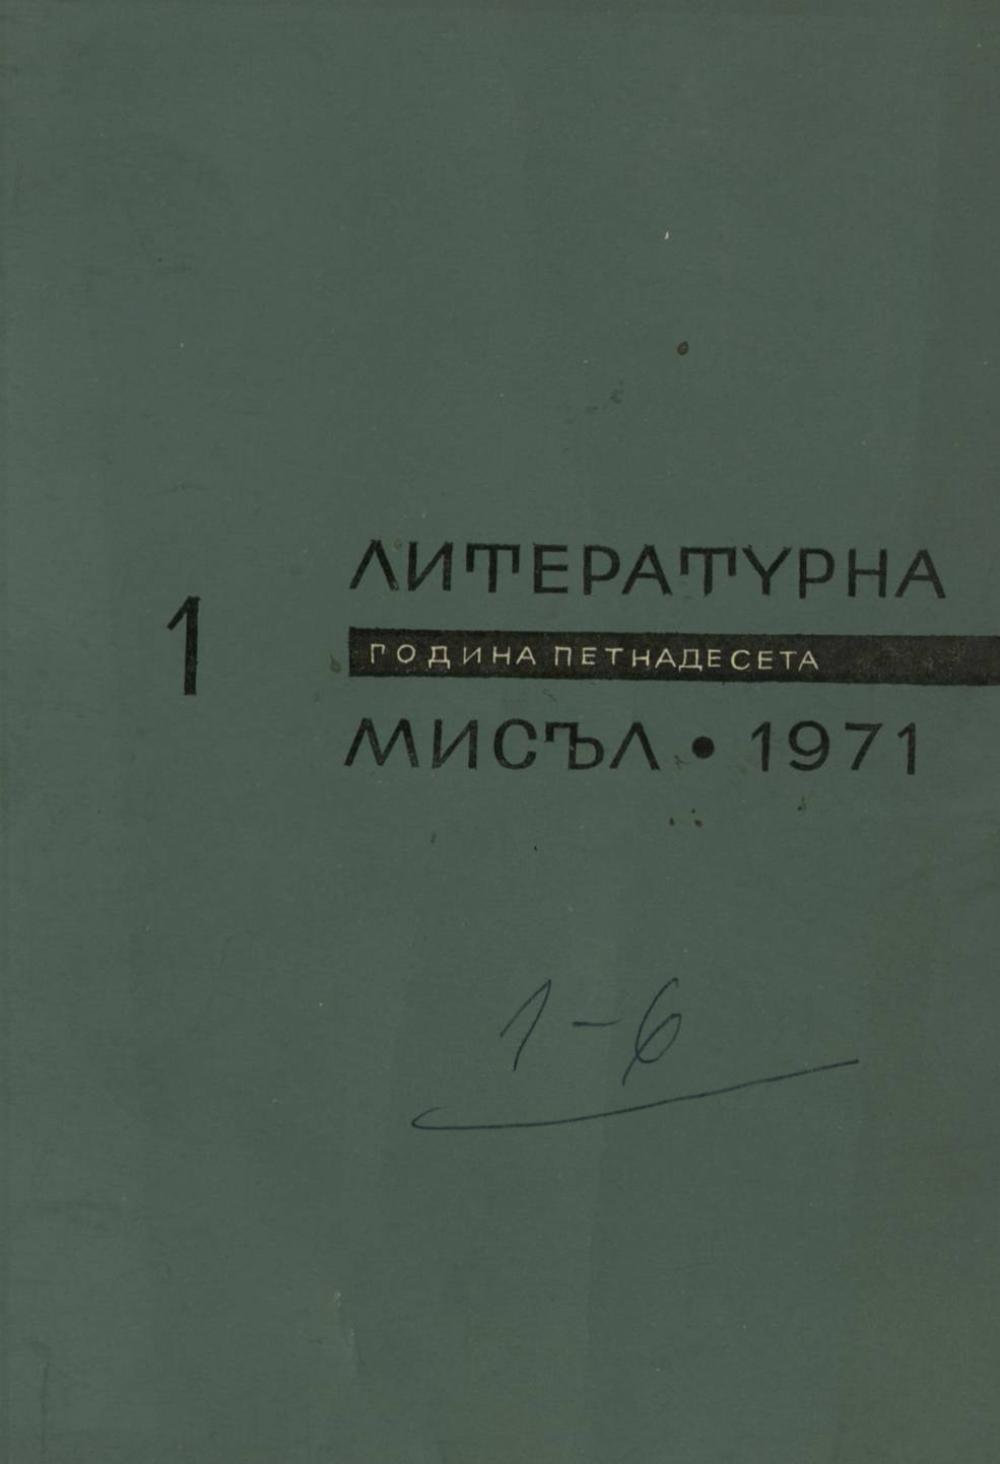 1
ЛИТЕРАТУРНА
ГОДИНА ПЕТНАДЕСЕТА
МИСЪЛ • 1971
1-6